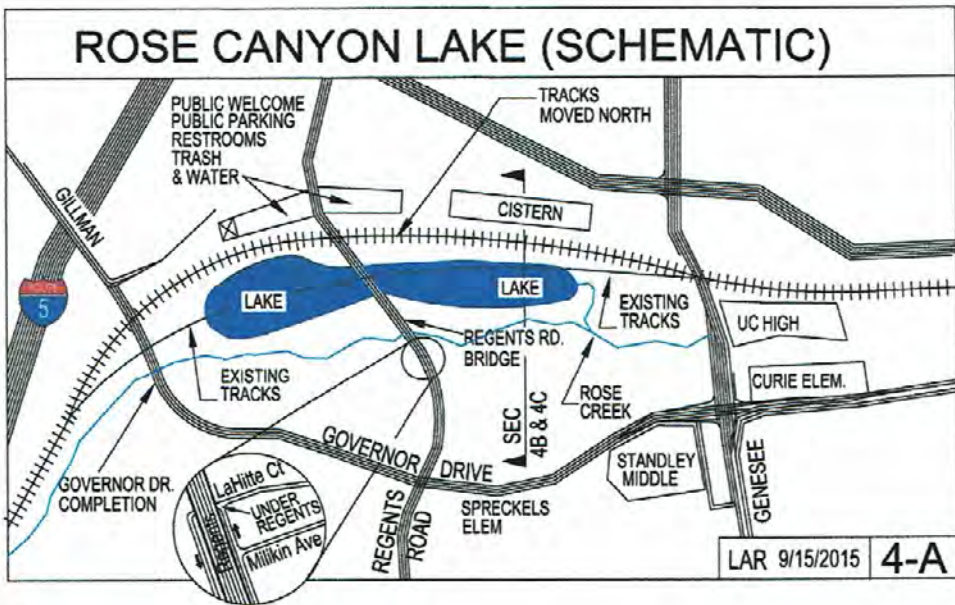 ROSE CANYON LAKE (SCHEMATIC)
PUBLIC WELCOME
PUBLIC PARKING
RESTROOMS
TRASH
& WATER
TRACKS
MOVED NORTH
GILLMAN
CISTERN
5
LAKE
LAKE
EXISTING
TRACKS
UC HIGH
REGENTS RD.
BRIDGE
EXISTING
TRACKS
ROSE
CREEK
CURIE ELEM.
SEC
4B & 4C
GOVERNOR DRIVE
GOVERNOR DR.
COMPLETION
STANDLEY
MIDDLE
SPRECKELS
ELEM
GENESEE
REGENTS
ROAD
LaHitte Ct
UNDER
REGENTS
Regents
Millikin Ave
LAR 9/15/2015
4-A